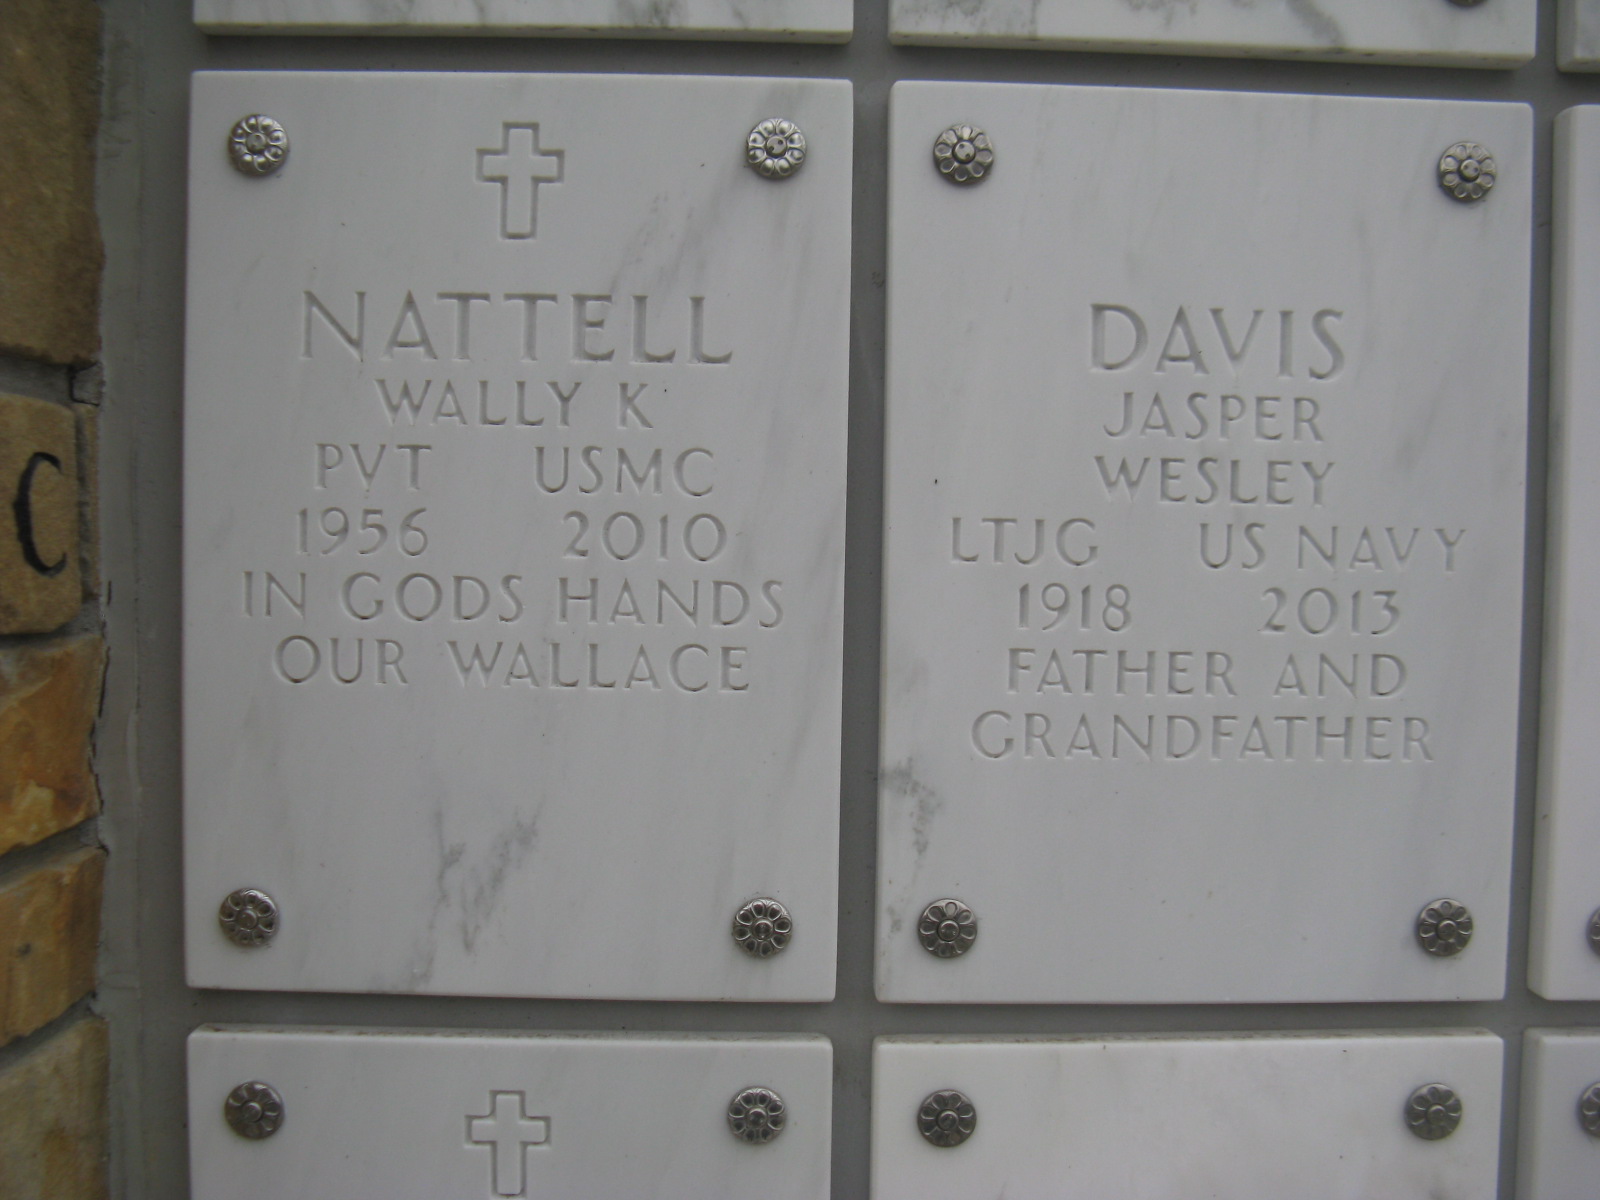 C
NATTELL
WALLY K
PVT USMC
1956 2010
IN GODS HANDS
OUR WALLACE
DAVIS
JASPER
WESLEY
LTJG US NAVY
1918 2013
FATHER AND
GRANDFATHER